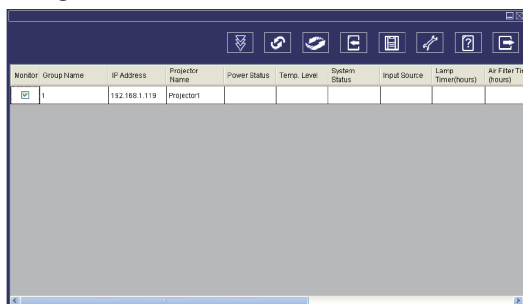 Monitor Group Name IP Address Projector Name Power Status Temp. Level System Status Input Source Lamp Timer(hours) Air Filter Tin (hours)
1 192.168.1.119 Projector1